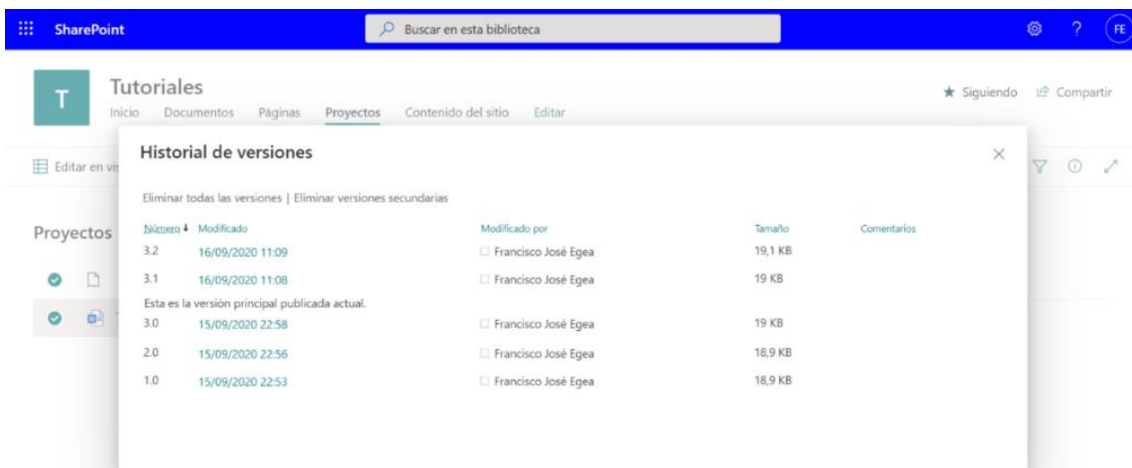 SharePoint
Buscar en esta biblioteca
?
FE
T
Tutoriales
Inicio Documentos Páginas Proyectos Contenido del sitio Editar
Siguiendo Compartir
Editar en vis
Historial de versiones
Eliminar todas las versiones | Eliminar versiones secundarias
Proyectos
Número Modificado Modificado por Tamaño Comentarios
3.2 16/09/2020 11:09 Francisco José Egea 19,1 KB
3.1 16/09/2020 11:08 Francisco José Egea 19 KB
Esta es la versión principal publicada actual.
3.0 15/09/2020 22:58 Francisco José Egea 19 KB
2.0 15/09/2020 22:56 Francisco José Egea 18,9 KB
1.0 15/09/2020 22:53 Francisco José Egea 18,9 KB